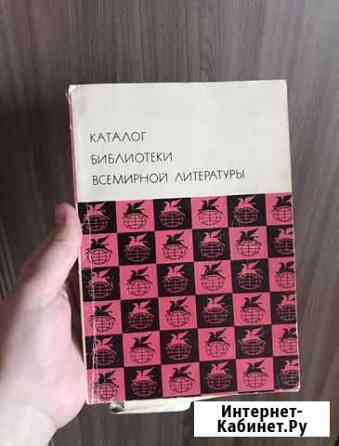 КАТАЛОГ
БИБЛИОТЕКИ
ВСЕМИРНОЙ ЛИТЕРАТУРЫ
Интернет-
Кабинет.Ру